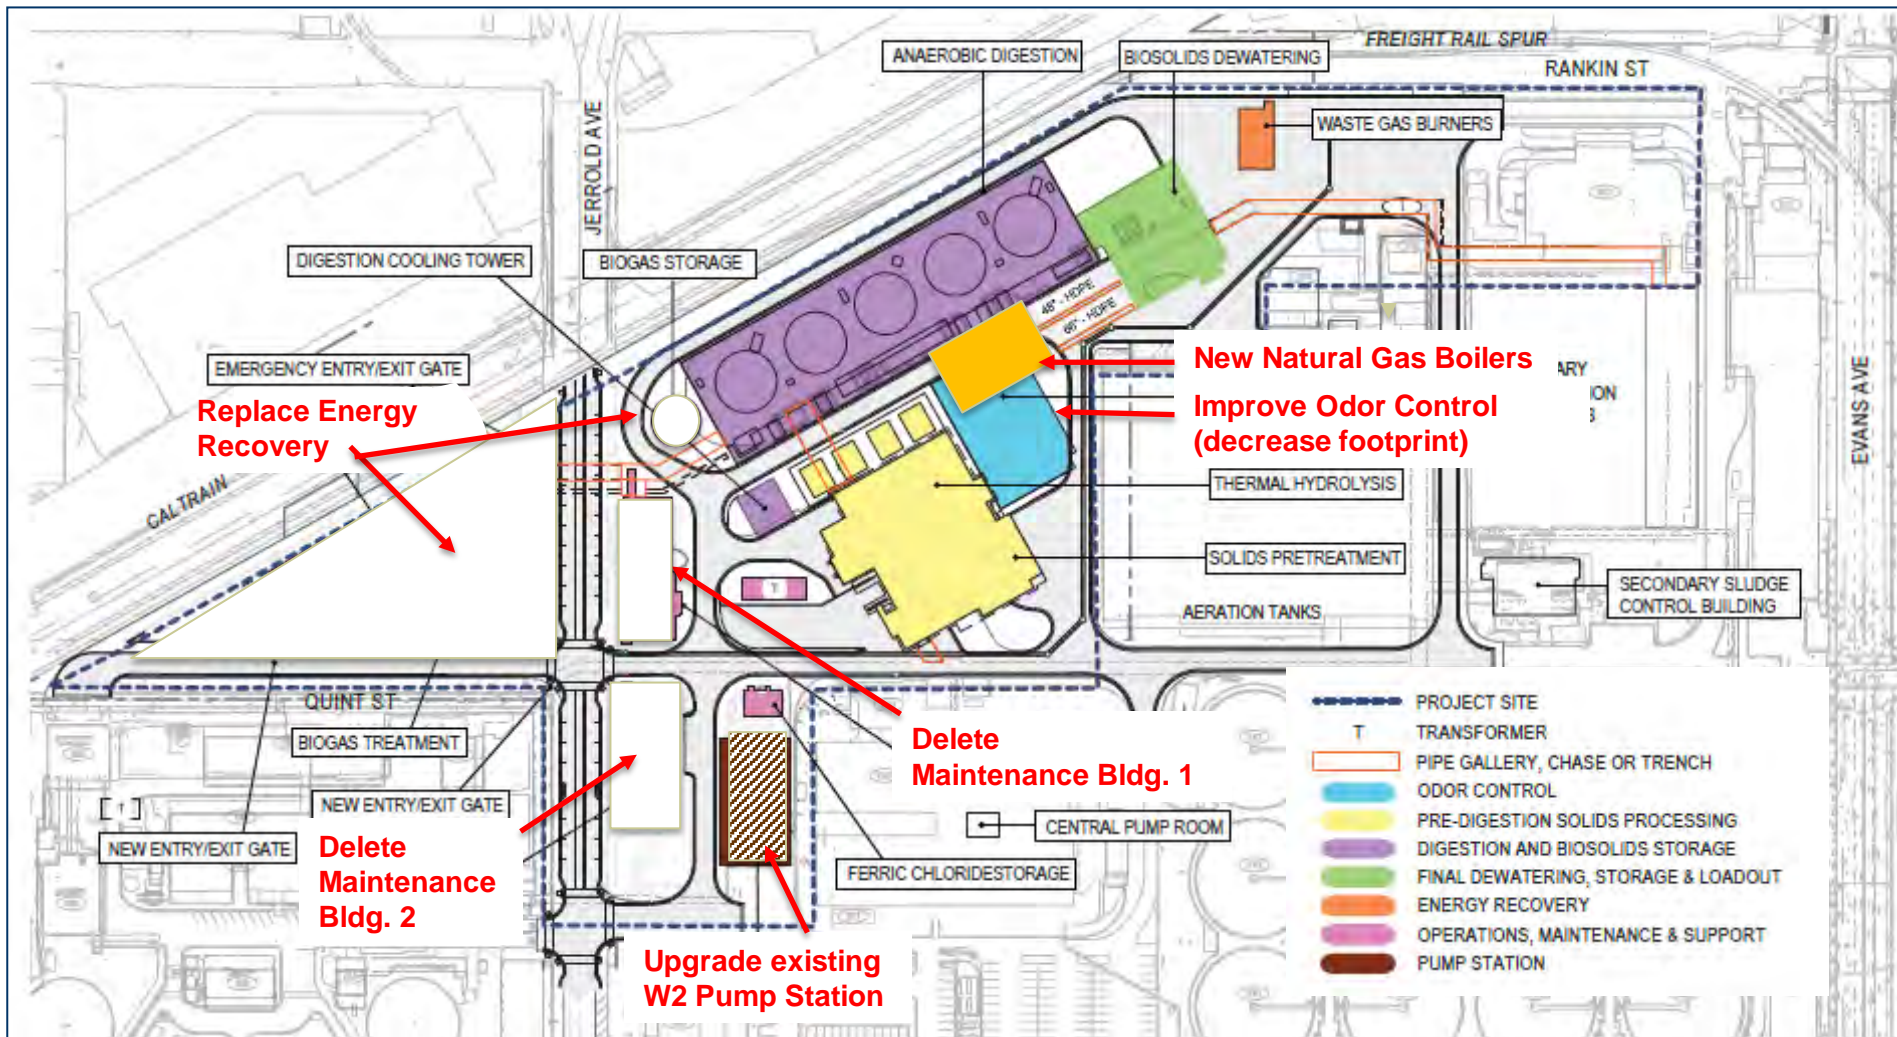 FREIGHT RAIL SPUR
RANKIN ST
ANAEROBIC DIGESTION
BIOSOLIDS DEWATERING
WASTE GAS BURNERS
JERROLD AVE
DIGESTION COOLING TOWER
BIOGAS STORAGE
T
48" - HDPE
66" - HDPE
EMERGENCY ENTRY/EXIT GATE
Replace Energy
Recovery
New Natural Gas Boilers
Improve Odor Control
(decrease footprint)
ARY
ION
S
EVANS AVE
CALTRAIN
THERMAL HYDROLYSIS
SOLIDS PRETREATMENT
T
AERATION TANKS
SECONDARY SLUDGE
CONTROL BUILDING
QUINT ST
BIOGAS TREATMENT
NEW ENTRY/EXIT GATE
NEW ENTRY/EXIT GATE
Delete
Maintenance Bldg. 1
Delete
Maintenance
Bldg. 2
CENTRAL PUMP ROOM
FERRIC CHLORIDESTORAGE
Upgrade existing
W2 Pump Station
PROJECT SITE
T TRANSFORMER
PIPE GALLERY, CHASE OR TRENCH
ODOR CONTROL
PRE-DIGESTION SOLIDS PROCESSING
DIGESTION AND BIOSOLIDS STORAGE
FINAL DEWATERING, STORAGE & LOADOUT
ENERGY RECOVERY
OPERATIONS, MAINTENANCE & SUPPORT
PUMP STATION